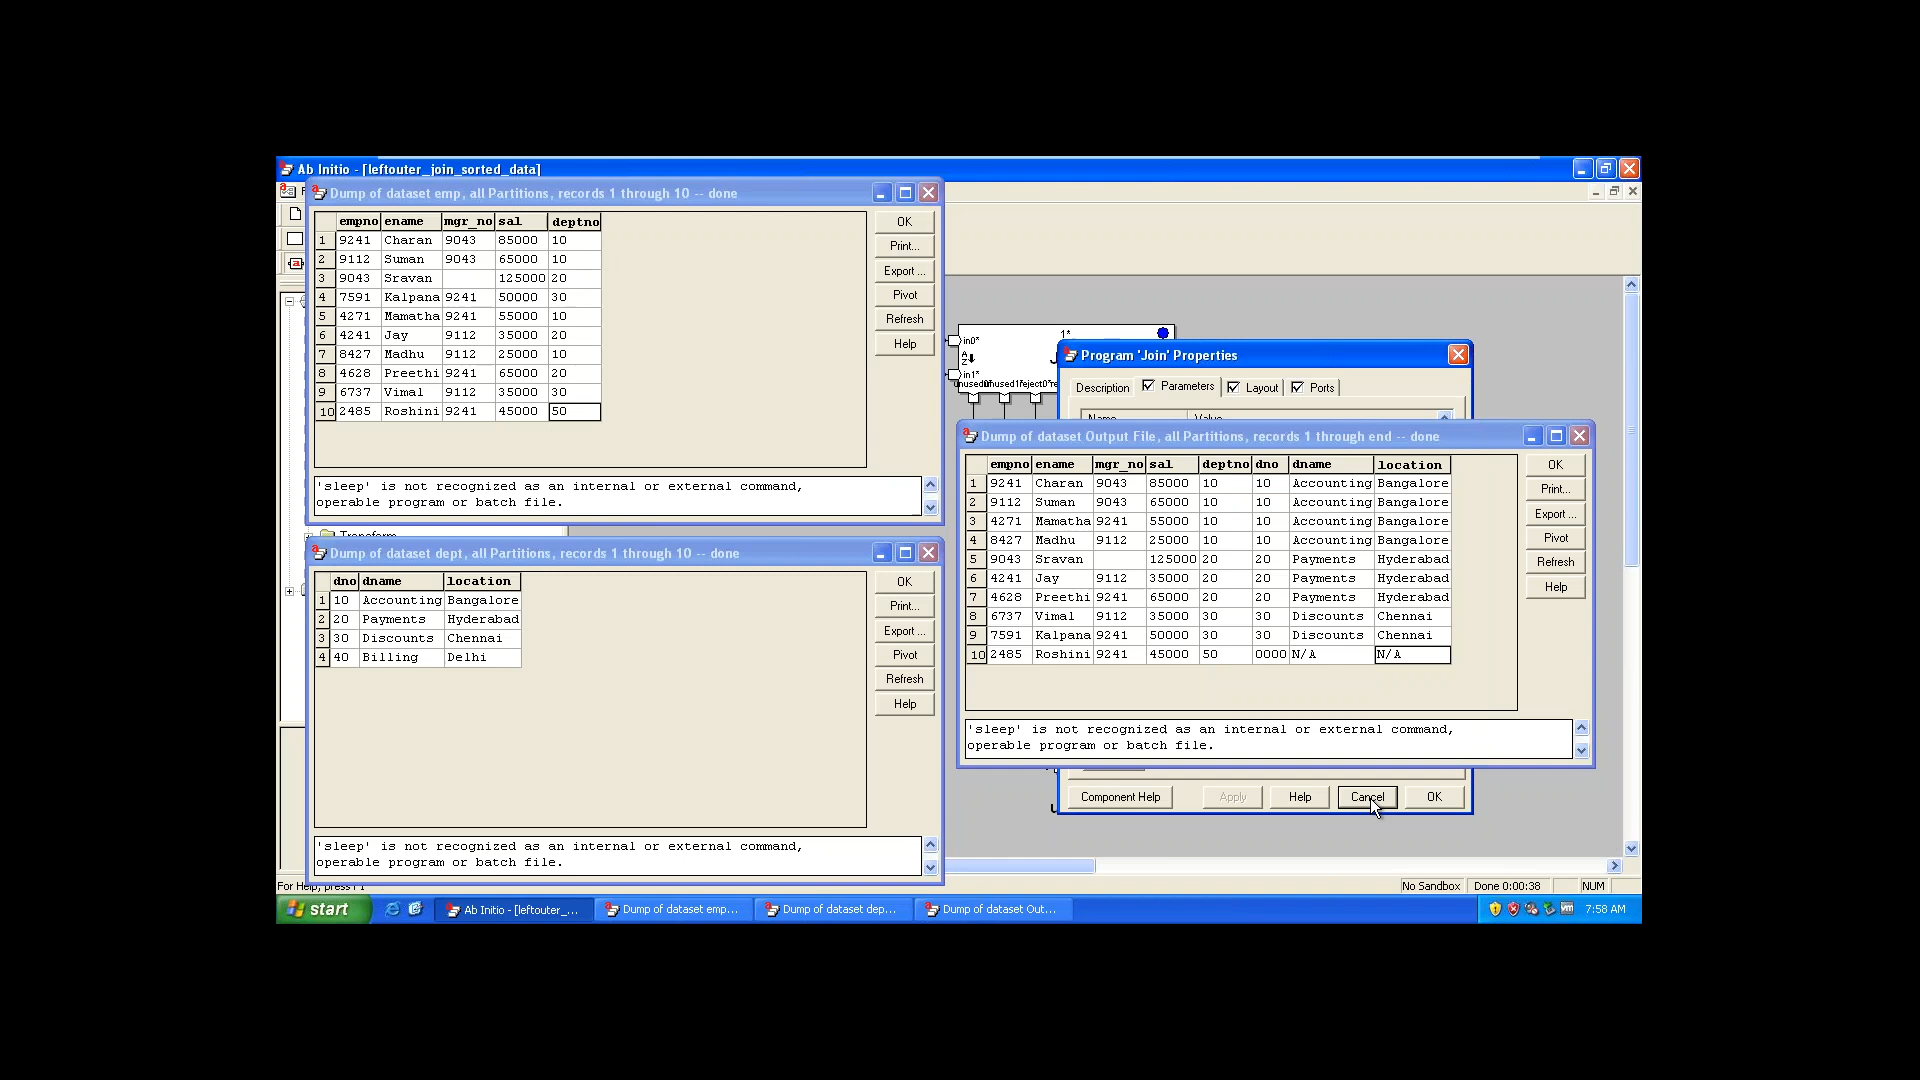 Ab Initio - [leftouter_join_sorted_data]
Dump of dataset emp, all Partitions, records 1 through 10 -- done
empno ename mgr_no sal deptno
1 9241 Charan 9043 85000 10
2 9112 Suman 9043 65000 10
3 9043 Sravan 125000 20
4 7591 Kalpana 9241 50000 30
5 4271 Mamatha 9241 55000 10
6 4241 Jay 9112 35000 20
7 8427 Madhu 9112 25000 10
8 4628 Preethi 9241 65000 20
9 6737 Vimal 9112 35000 30
10 2485 Roshini 9241 45000 50
OK
Print...
Export ...
Pivot
Refresh
Help
'sleep' is not recognized as an internal or external command,
operable program or batch file.
Transform
Dump of dataset dept, all Partitions, records 1 through 10 -- done
dno dname location
1 10 Accounting Bangalore
2 20 Payments Hyderabad
3 30 Discounts Chennai
4 40 Billing Delhi
OK
Print...
Export ...
Pivot
Refresh
Help
'sleep' is not recognized as an internal or external command,
operable program or batch file.
1*
in0*
in1*
Program 'Join' Properties
Description Parameters Layout Ports
Name Value
Dump of dataset Output File, all Partitions, records 1 through end -- done
empno ename mgr_no sal deptno dno dname location
1 9241 Charan 9043 85000 10 10 Accounting Bangalore
2 9112 Suman 9043 65000 10 10 Accounting Bangalore
3 4271 Mamatha 9241 55000 10 10 Accounting Bangalore
4 8427 Madhu 9112 25000 10 10 Accounting Bangalore
5 9043 Sravan 125000 20 20 Payments Hyderabad
6 4241 Jay 9112 35000 20 20 Payments Hyderabad
7 4628 Preethi 9241 65000 20 20 Payments Hyderabad
8 6737 Vimal 9112 35000 30 30 Discounts Chennai
9 7591 Kalpana 9241 50000 30 30 Discounts Chennai
10 2485 Roshini 9241 45000 50 0000 N/A N/A
OK
Print...
Export ...
Pivot
Refresh
Help
'sleep' is not recognized as an internal or external command,
operable program or batch file.
Component Help Apply Help Cancel OK
For Help, press F1
No Sandbox Done 0:00:38 NUM
start Ab Initio - [leftouter_... Dump of dataset emp... Dump of dataset dep... Dump of dataset Out... 7:58 AM